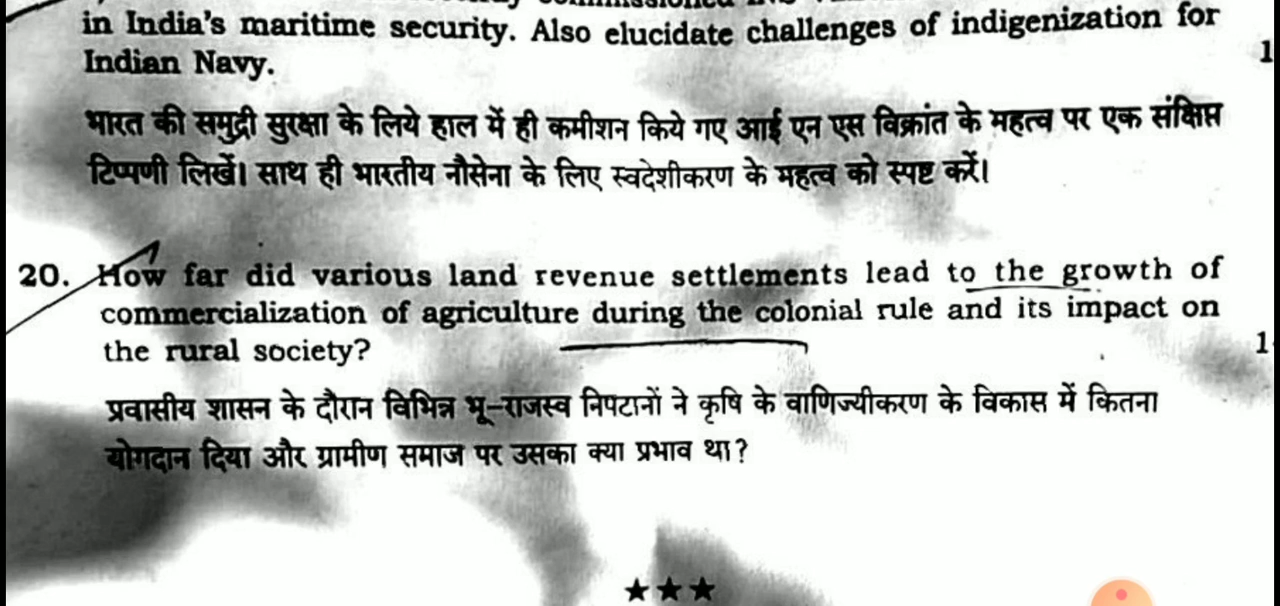 in India's maritime security. Also elucidate challenges of indigenization for
Indian Navy.
1
भारत की समुद्री सुरक्षा के लिये हाल में ही कमीशन किये गए आई एन एस विक्रांत के महत्व पर एक संक्षिप्त
टिप्पणी लिखें। साथ ही भारतीय नौसेना के लिए स्वदेशीकरण के महत्व को स्पष्ट करें।
20. How far did various land revenue settlements lead to the growth of
commercialization of agriculture during the colonial rule and its impact on
the rural society?
1
प्रवासीय शासन के दौरान विभिन्न भू-राजस्व निपटानों ने कृषि के वाणिज्यीकरण के विकास में कितना
योगदान दिया और ग्रामीण समाज पर उसका क्या प्रभाव था?
★★★